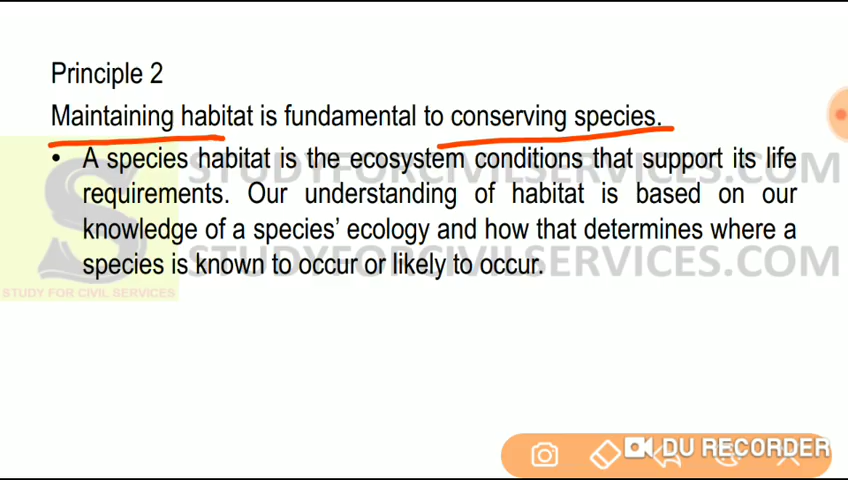 Principle 2
Maintaining habitat is fundamental to conserving species.
• A species habitat is the ecosystem conditions that support its life
requirements. Our understanding of habitat is based on our
knowledge of a species' ecology and how that determines where a
species is known to occur or likely to occur.
STUDYFORCIVILSERVICES.COM
STUDYFORCIVILSERVICES.COM
S
STUDY FOR CIVIL SERVICES
DU RECORDER